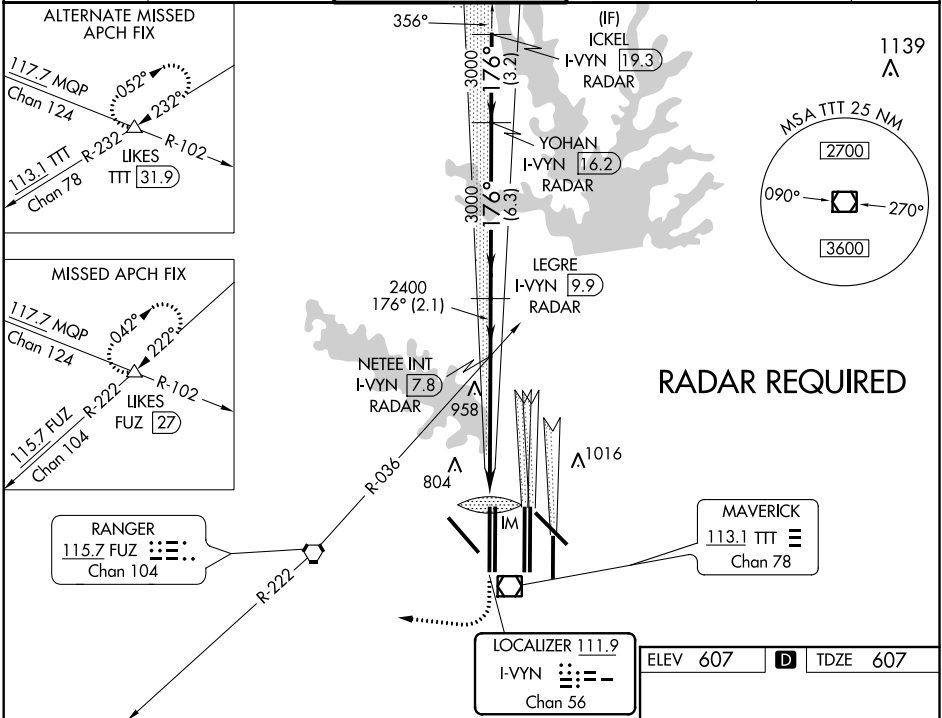 ALTERNATE MISSED
APCH FIX
117.7 MQP
Chan 124
052°
232°
R-232
R-102
113.1 TTT
Chan 78
LIKES
TTT 31.9
MISSED APCH FIX
117.7 MQP
Chan 124
042°
222°
R-222
R-102
115.7 FUZ
Chan 104
LIKES
FUZ 27
356°
3000
176°
(3.2)
(IF)
ICKEL
I-VYN 19.3
RADAR
YOHAN
I-VYN 16.2
RADAR
3000
176°
(6.3)
LEGRE
I-VYN 9.9
RADAR
2400
176° (2.1)
NETEE INT
I-VYN 7.8
RADAR
958
804
1016
IM
R-036
R-222
1139
MSA TTT 25 NM
2700
090°
270°
3600
RADAR REQUIRED
RANGER
115.7 FUZ
Chan 104
MAVERICK
113.1 TTT
Chan 78
LOCALIZER 111.9
I-VYN
Chan 56
ELEV 607
D
TDZE 607